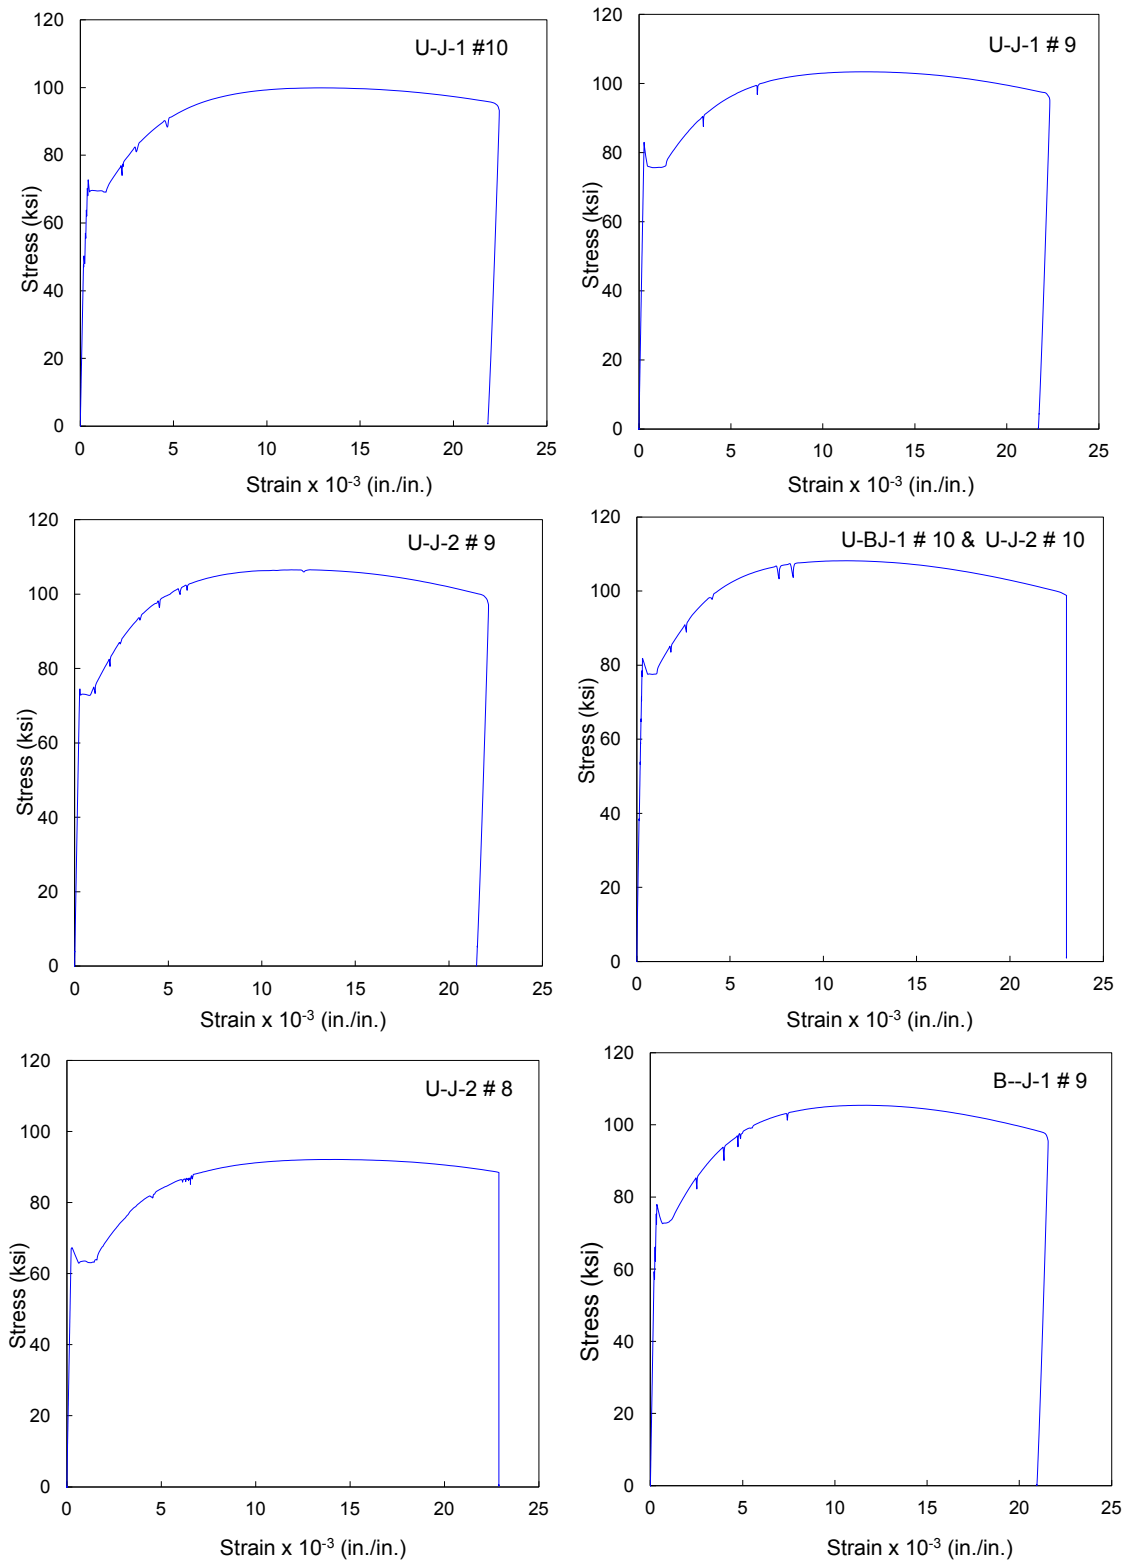 U-J-1 #10
120
100
80
60
40
20
0
Stress (ksi)
0 5 10 15 20 25
Strain x 10-3 (in./in.)
U-J-1 # 9
120
100
80
60
40
20
0
Stress (ksi)
0 5 10 15 20 25
Strain x 10-3 (in./in.)
U-J-2 # 9
120
100
80
60
40
20
0
Stress (ksi)
0 5 10 15 20 25
Strain x 10-3 (in./in.)
U-BJ-1 # 10 & U-J-2 # 10
120
100
80
60
40
20
0
Stress (ksi)
0 5 10 15 20 25
Strain x 10-3 (in./in.)
U-J-2 # 8
120
100
80
60
40
20
0
Stress (ksi)
0 5 10 15 20 25
Strain x 10-3 (in./in.)
B--J-1 # 9
120
100
80
60
40
20
0
Stress (ksi)
0 5 10 15 20 25
Strain x 10-3 (in./in.)